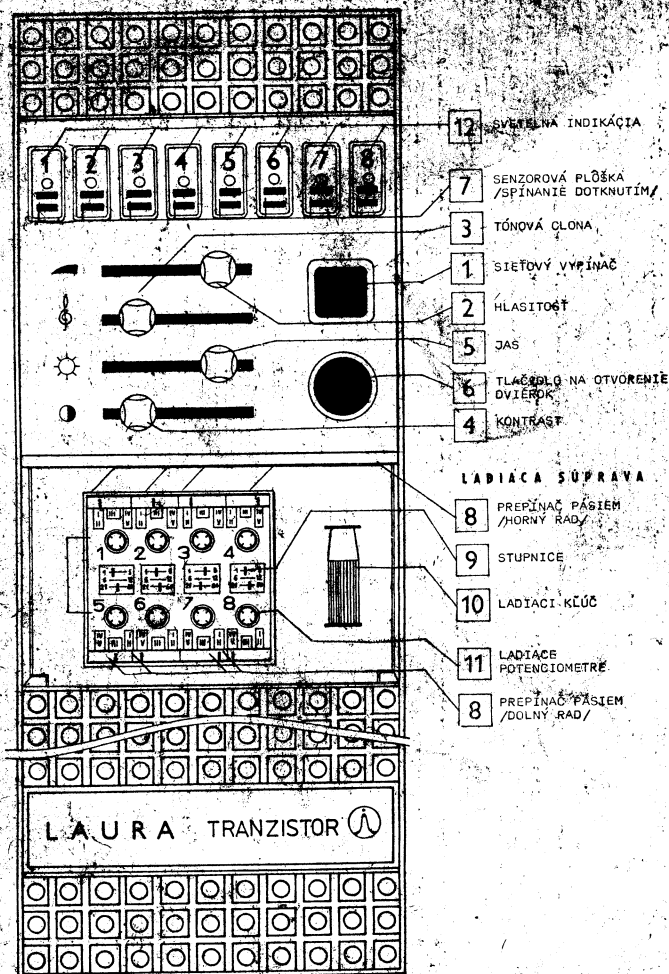 1 2 3 4 5 6 7 8
12 SVETELNÁ INDIKÁCIA
7 SENZOROVÁ PLÔŠKA
/SPÍNANIE DOTKNUTÍM/
3 TÓNOVÁ CLONA
1 SIEŤOVÝ VYPÍNAČ
2 HLASITOSŤ
5 JAS
6 TLAČIDLO NA OTVORENIE
DVIEROK
4 KONTRAST
LADIACA SÚPRAVA
8 PREPÍNAČ PÁSIEM
/HORNÝ RAD/
9 STUPNICE
10 LADIACI KĽÚČ
11 LADIACE
POTENCIOMETRE
8 PREPÍNAČ PÁSIEM
/DOLNÝ RAD/
1 2 3 4
5 6 7 8
LAURA TRANZISTOR